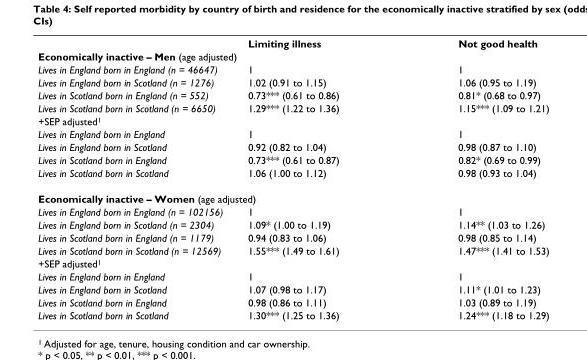 Table 4: Self reported morbidity by country of birth and residence for the economically inactive stratified by sex (odds
CIs)
Limiting illness Not good health
Economically inactive – Men (age adjusted)
Lives in England born in England (n = 46647) 1 1
Lives in England born in Scotland (n = 1276) 1.02 (0.91 to 1.15) 1.06 (0.95 to 1.19)
Lives in Scotland born in England (n = 552) 0.73*** (0.61 to 0.86) 0.81* (0.68 to 0.97)
Lives in Scotland born in Scotland (n = 6650) 1.29*** (1.22 to 1.36) 1.15*** (1.09 to 1.21)
+SEP adjusted¹
Lives in England born in England 1 1
Lives in England born in Scotland 0.92 (0.82 to 1.04) 0.98 (0.87 to 1.10)
Lives in Scotland born in England 0.73*** (0.61 to 0.87) 0.82* (0.69 to 0.99)
Lives in Scotland born in Scotland 1.06 (1.00 to 1.12) 0.98 (0.93 to 1.04)
Economically inactive – Women (age adjusted)
Lives in England born in England (n = 102156) 1 1
Lives in England born in Scotland (n = 2304) 1.09* (1.00 to 1.19) 1.14** (1.03 to 1.26)
Lives in Scotland born in England (n = 1179) 0.94 (0.83 to 1.06) 0.98 (0.85 to 1.14)
Lives in Scotland born in Scotland (n = 12569) 1.55*** (1.49 to 1.61) 1.47*** (1.41 to 1.53)
+SEP adjusted¹
Lives in England born in England 1 1
Lives in England born in Scotland 1.07 (0.98 to 1.17) 1.11* (1.01 to 1.23)
Lives in Scotland born in England 0.98 (0.86 to 1.11) 1.03 (0.89 to 1.19)
Lives in Scotland born in Scotland 1.30*** (1.25 to 1.36) 1.24*** (1.18 to 1.29)
¹ Adjusted for age, tenure, housing condition and car ownership.
* p < 0.05, ** p < 0.01, *** p < 0.001.